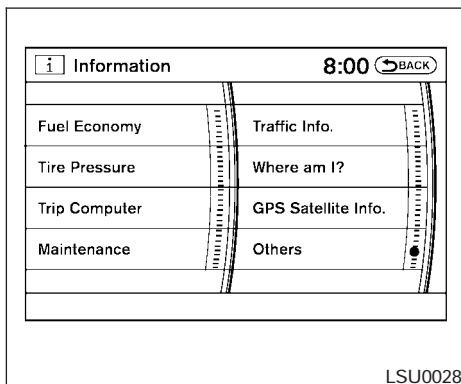 i Information 8:00 BACK
Fuel Economy Traffic Info.
Tire Pressure Where am I?
Trip Computer GPS Satellite Info.
Maintenance Others
LSU0028